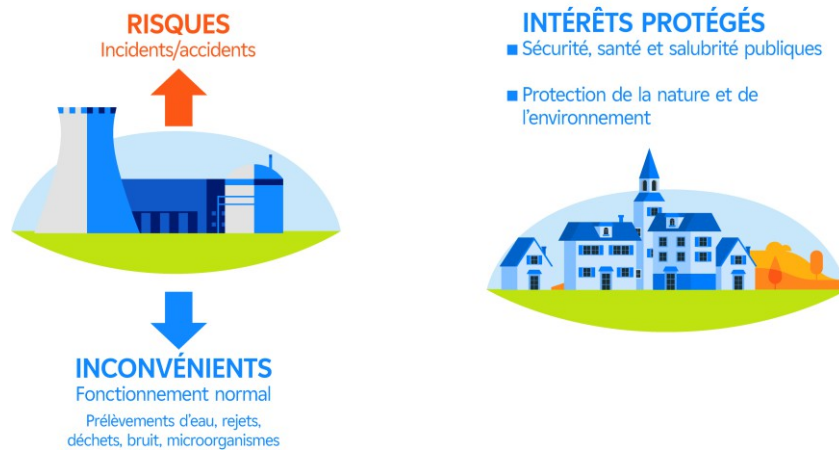 RISQUES
Incidents/accidents
INCONVÉNIENTS
Fonctionnement normal
Prélèvements d'eau, rejets,
déchets, bruit, microorganismes
INTÉRÊTS PROTÉGÉS
Sécurité, santé et salubrité publiques
Protection de la nature et de
l'environnement